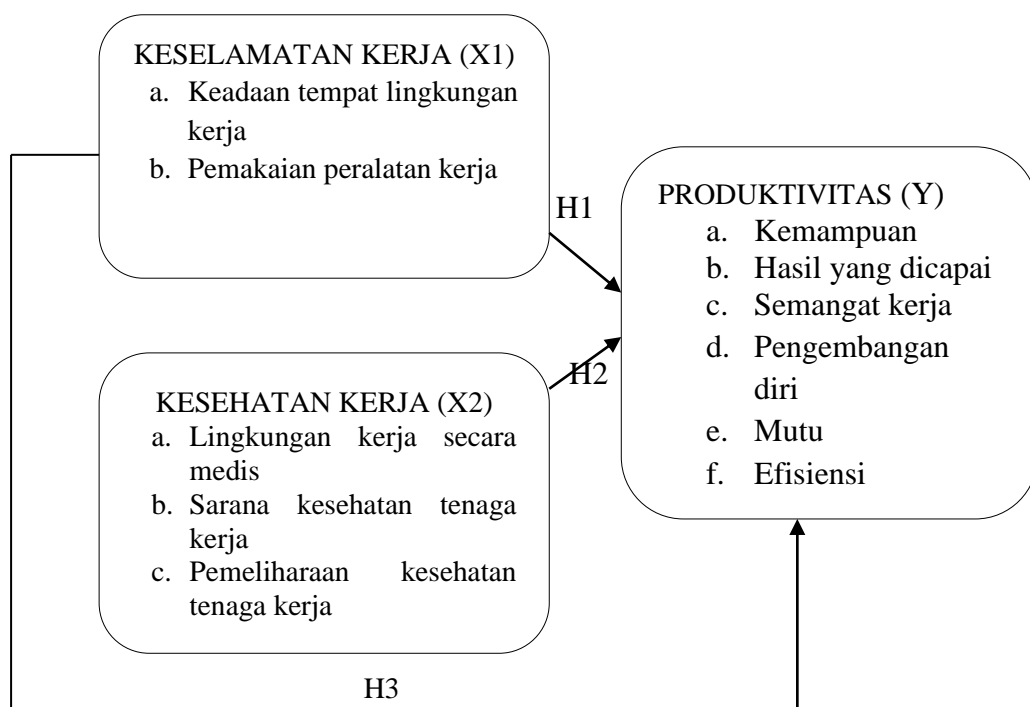 KESELAMATAN KERJA (X1)
a. Keadaan tempat lingkungan
kerja
b. Pemakaian peralatan kerja
H1
PRODUKTIVITAS (Y)
a. Kemampuan
b. Hasil yang dicapai
c. Semangat kerja
d. Pengembangan
diri
e. Mutu
f. Efisiensi
H2
KESEHATAN KERJA (X2)
a. Lingkungan kerja secara
medis
b. Sarana kesehatan tenaga
kerja
c. Pemeliharaan kesehatan
tenaga kerja
H3